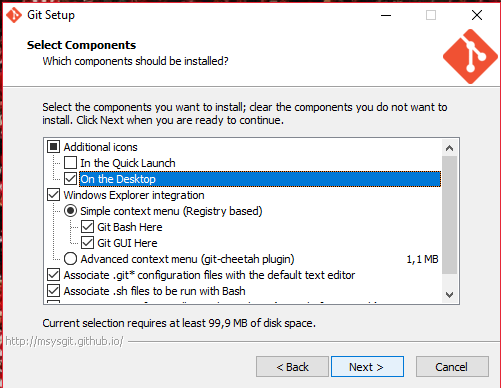 Git Setup
Select Components
Which components should be installed?
Select the components you want to install; clear the components you do not want to
install. Click Next when you are ready to continue.
Additional icons
In the Quick Launch
On the Desktop
Windows Explorer integration
Simple context menu (Registry based)
Git Bash Here
Git GUI Here
Advanced context menu (git-cheetah plugin) 1,1 MB
Associate .git* configuration files with the default text editor
Associate .sh files to be run with Bash
Current selection requires at least 99,9 MB of disk space.
http://msysgit.github.io/
< Back Next > Cancel